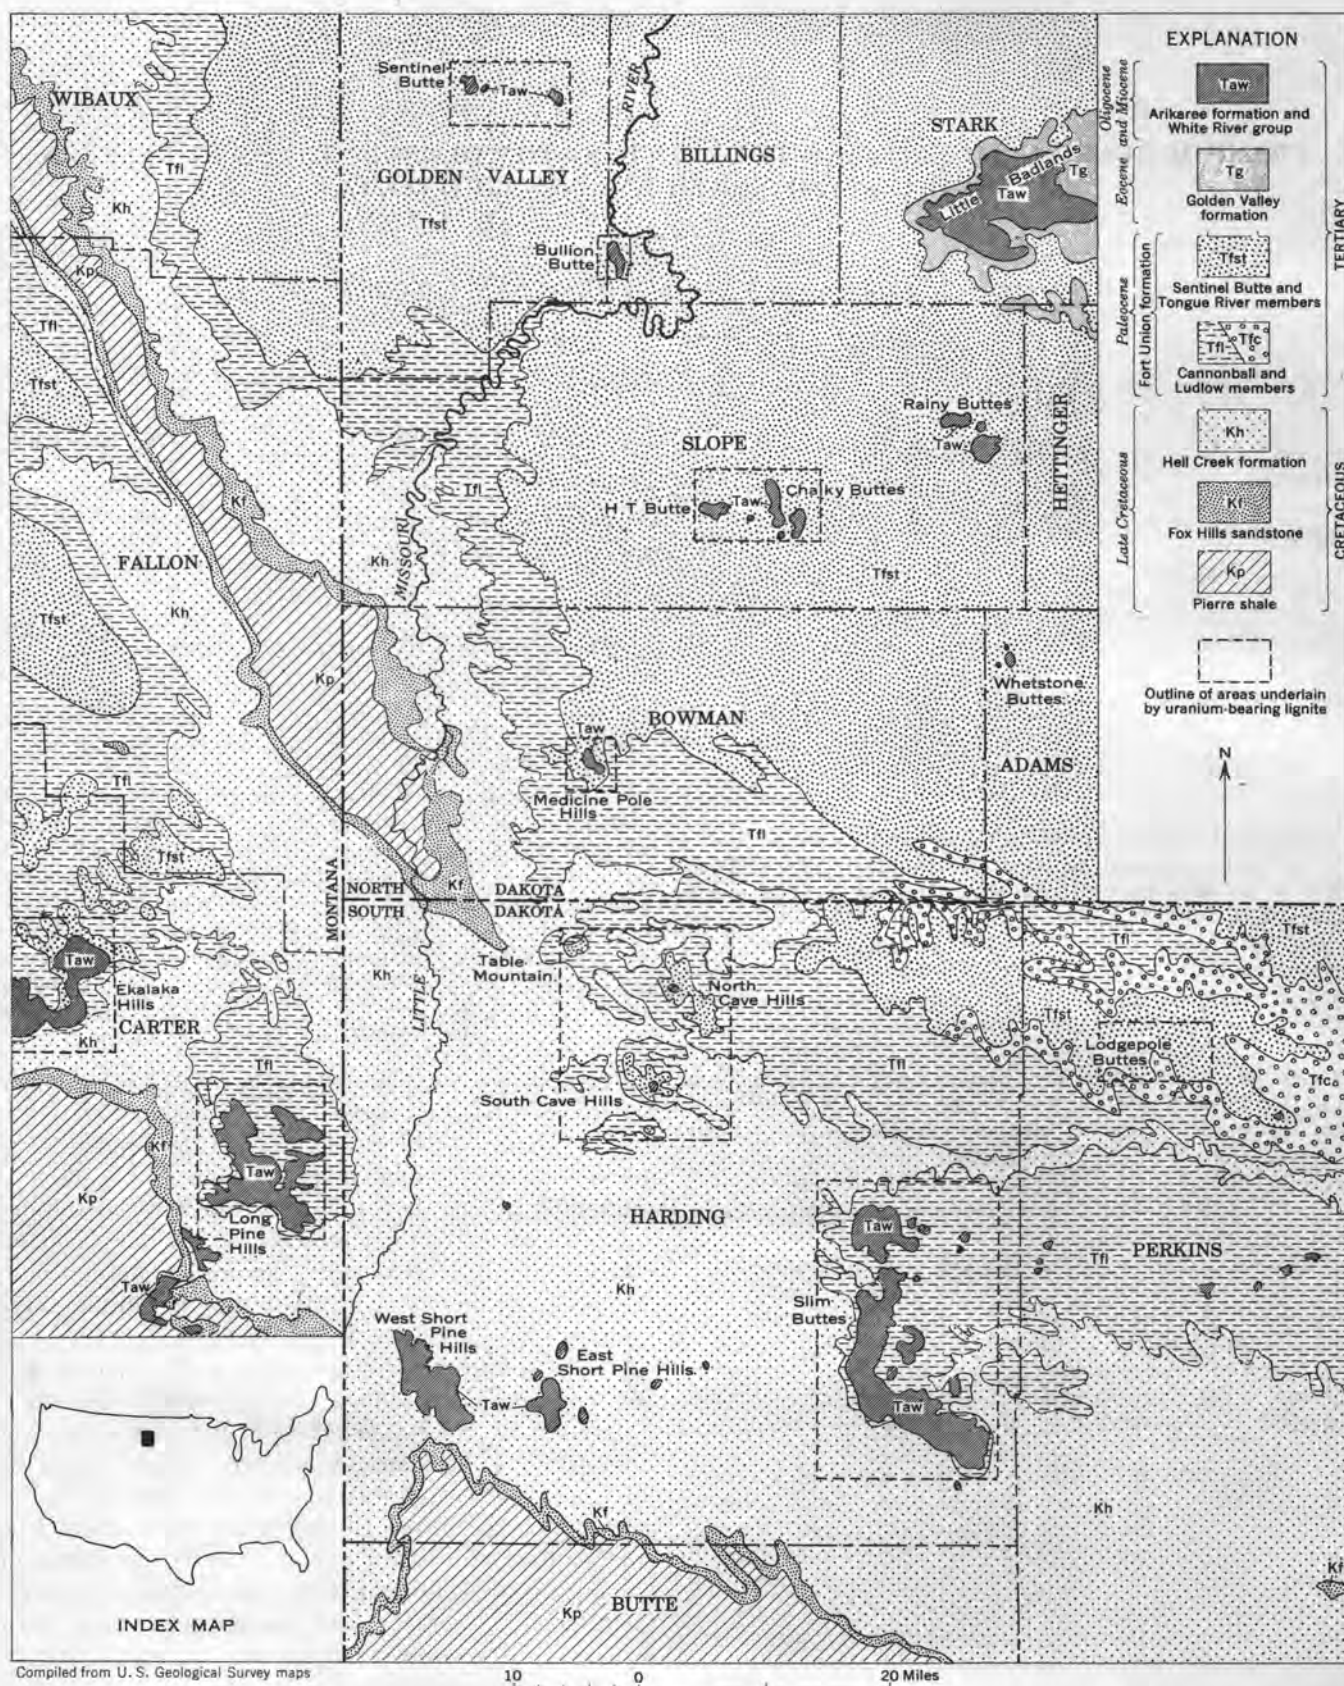 Sentinel
Butte
Taw
WIBAUX
Tfl
Kh
GOLDEN VALLEY
Tfst
RIVER
BILLINGS
STARK
Little Badlands
Taw
Tg
Bullion
Butte
Kp
Tfl
Tfst
Kf
FALLON
Kh
Tfst
Kp
MISSOURI
Kh
Tfl
SLOPE
Rainy Buttes
Taw
HETTINGER
H T Butte
Taw
Chalky Buttes
Tfst
Whetstone
Buttes
BOWMAN
ADAMS
Taw
Medicine Pole
Hills
Tfl
Tfl
Tfst
MONTANA
NORTH DAKOTA
SOUTH DAKOTA
Kf
Taw
Ekalaka
Hills
CARTER
Kh
Kh
LITTLE
Table
Mountain
North
Cave Hills
South Cave Hills
Tfl
Tfst
Tfl
Tfst
Lodgepole
Buttes
Tfc
Tfl
Kf
Kp
Taw
Long
Pine
Hills
Taw
HARDING
Kh
Taw
Slim
Buttes
Taw
PERKINS
Tfl
West Short
Pine
Hills
East
Short Pine Hills
Taw
Kf
Kh
Kf
BUTTE
Kp
INDEX MAP
Compiled from U. S. Geological Survey maps
10 0 20 Miles
EXPLANATION
Oligocene
and Miocene
Taw
Arikaree formation and
White River group
Eocene
Tg
Golden Valley
formation
Paleocene
Fort Union formation
Tfst
Sentinel Butte and
Tongue River members
Tfl Tfc
Cannonball and
Ludlow members
TERTIARY
Late Cretaceous
Kh
Hell Creek formation
Kf
Fox Hills sandstone
Kp
Pierre shale
CRETACEOUS
Outline of areas underlain
by uranium-bearing lignite
N